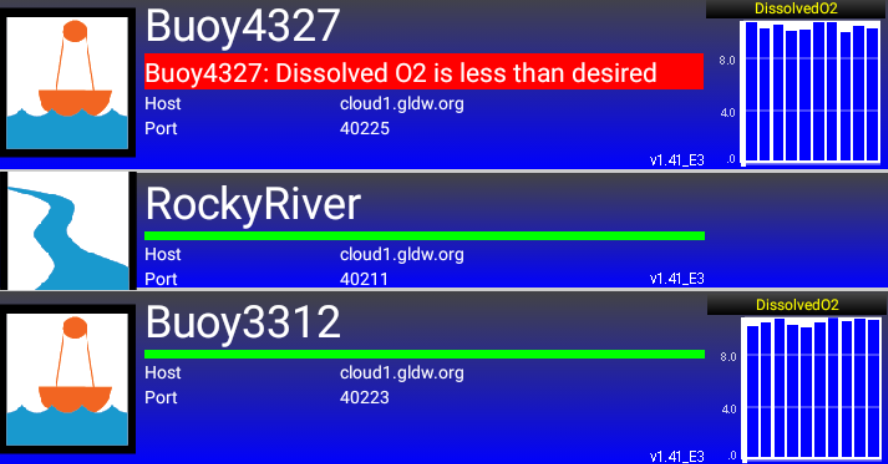 Buoy4327
Buoy4327: Dissolved O2 is less than desired
Host cloud1.gldw.org
Port 40225
v1.41_E3
DissolvedO2
8.0
4.0
.0
RockyRiver
Host cloud1.gldw.org
Port 40211
v1.41_E3
Buoy3312
Host cloud1.gldw.org
Port 40223
v1.41_E3
DissolvedO2
8.0
4.0
.0